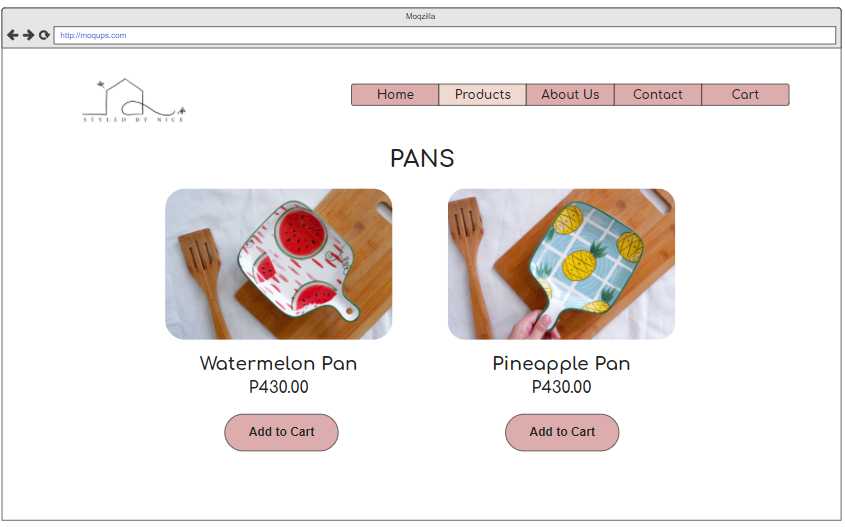 Moqzilla
http://moqups.com
STYLED BY NICE
Home
Products
About Us
Contact
Cart
PANS
Watermelon Pan
Pineapple Pan
P430.00
P430.00
Add to Cart
Add to Cart